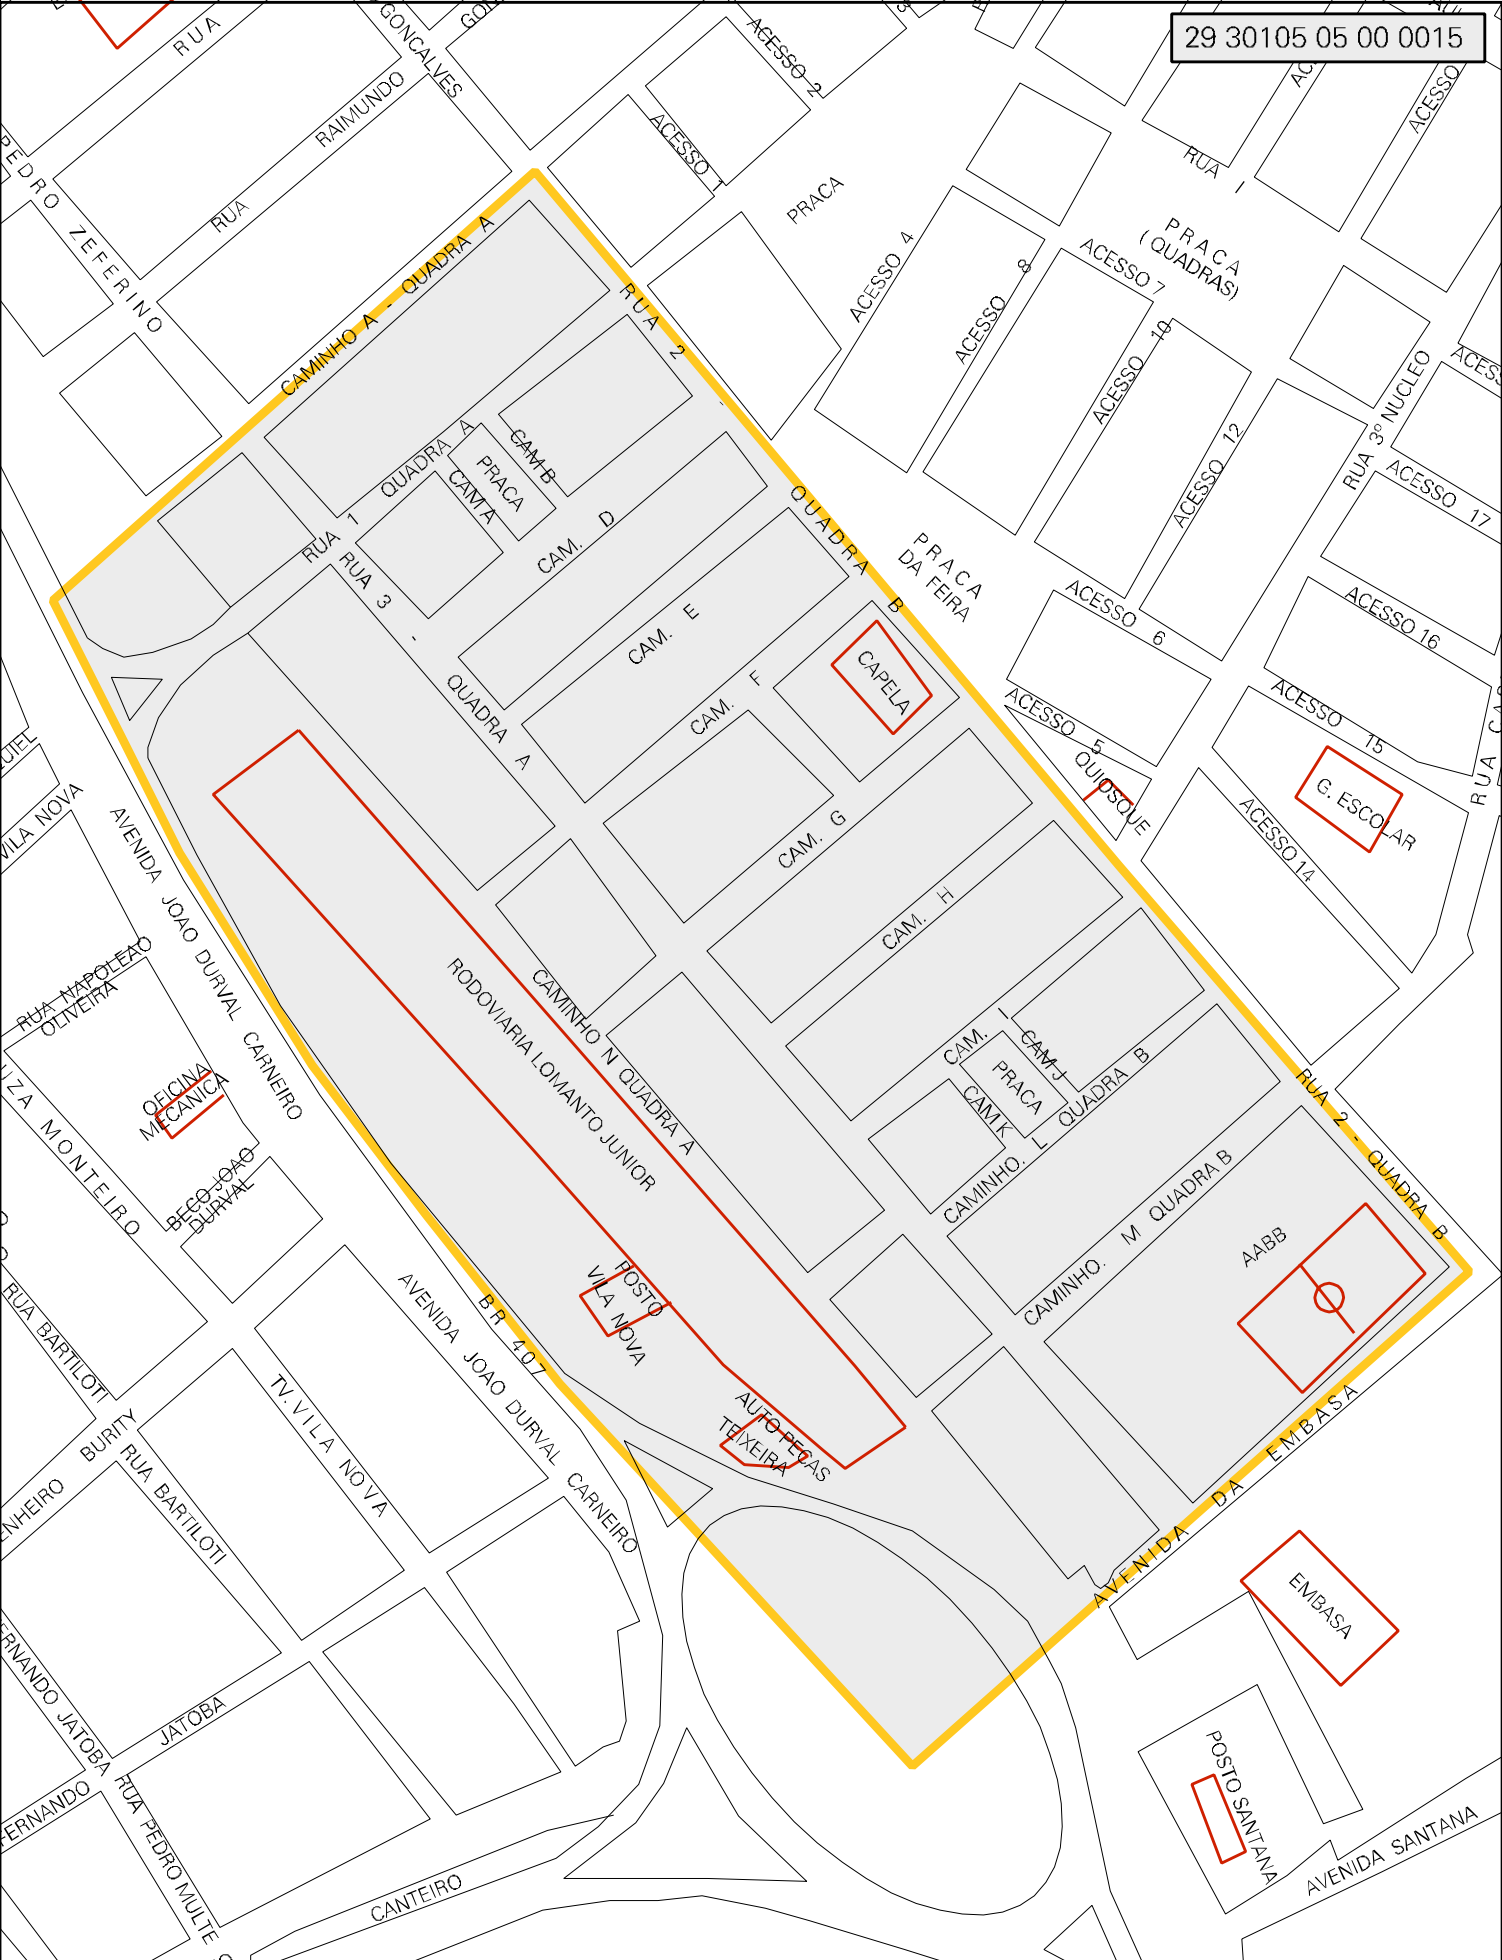 29 30105 05 00 0015
RUA
GONCALVES
ACESSO 2
RAIMUNDO
RUA
ACESSO 1
PRACA
ACESSO
RUA I
PEDRO ZEFERINO
PRACA
( QUADRAS)
ACESSO 4
ACESSO 8
ACESSO 7
ACESSO 10
ACESSO 12
RUA 3º NUCLEO
ACESSO 17
ACESSO 16
ACESSO 6
ACESSO 5
ACESSO 15
ACESSO 14
CAMINHO A - QUADRA A
RUA 2 - QUADRA B
RUA 1 QUADRA A
CAM B
PRACA
CAM A
CAM. D
RUA 3 - QUADRA A
CAM. E
CAM. F
PRACA
DA FEIRA
CAPELA
QUIOSQUE
G. ESCOLAR
CAM. G
CAM. H
VILA NOVA
AVENIDA JOAO DURVAL CARNEIRO
RUA NAPOLEAO
OLIVEIRA
OFICINA
MECANICA
MONTEIRO
BECO JOAO
DURVAL
RODOVIARIA LOMANTO JUNIOR
CAMINHO N QUADRA A
CAM. I
CAM J
PRACA
CAM K
CAMINHO. L QUADRA B
CAMINHO. M QUADRA B
RUA 2 - QUADRA B
AABB
POSTO
VILA NOVA
BR 407
AVENIDA JOAO DURVAL CARNEIRO
AUTO PECAS
TEIXEIRA
RUA BARTILOTI
BURITY
TV. VILA NOVA
RUA BARTILOTI
AVENIDA DA EMBASA
EMBASA
JATOBA
JATOBA
FERNANDO
RUA PEDRO MULTE
CANTEIRO
POSTO SANTANA
AVENIDA SANTANA